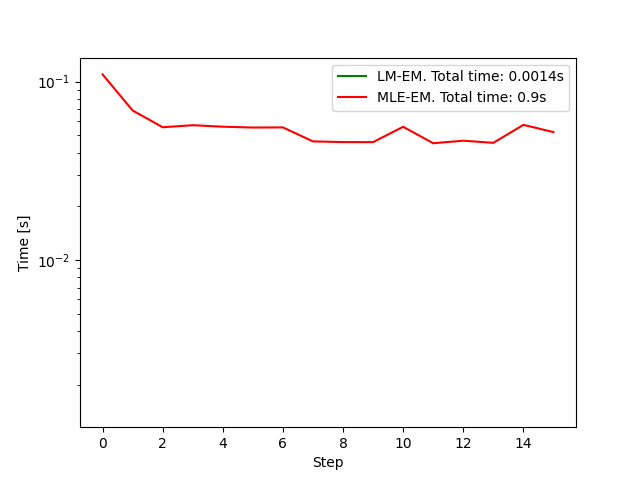 LM-EM. Total time: 0.0014s
MLE-EM. Total time: 0.9s
10⁻¹
10⁻²
Time [s]
0 2 4 6 8 10 12 14
Step